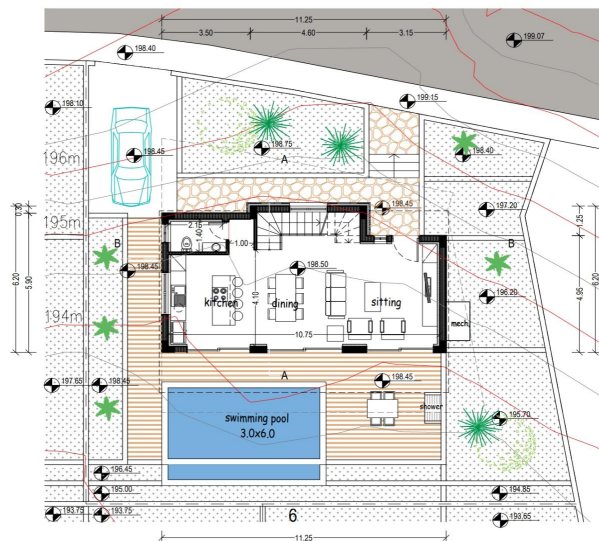 11.25
3.50 4.60 3.15
198.40
199.07
198.10
199.15
198.75
198.45
A
198.40
196m
198.45
197.20
0.30
1.25
195m
2.15
1.40
1.00
B
B
198.45
198.50
6.20
5.90
4.10
4.95
6.20
196.20
kitchen
dining
sitting
194m
mech.
10.75
A
197.65
198.45
198.45
swimming pool
3.0x6.0
shower
195.70
196.45
195.00
194.85
193.75
193.75
6
193.65
11.25